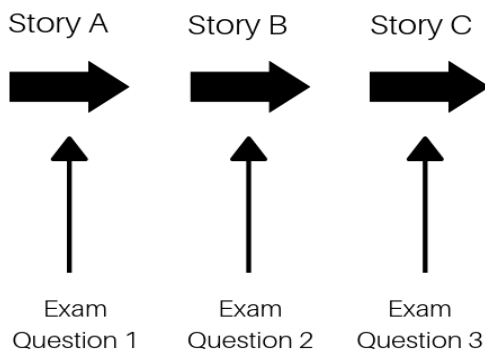 Story A
Story B
Story C
Exam
Question 1
Exam
Question 2
Exam
Question 3